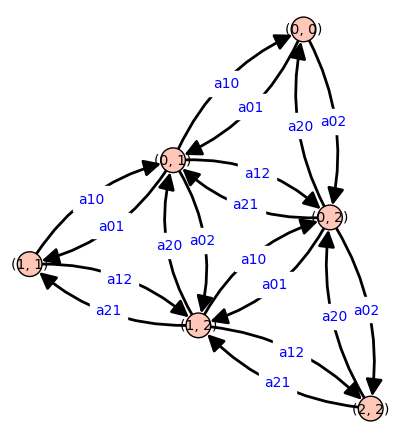 (0, 0)
a10
a01
a20
a02
(0, 1)
a12
a10
a21
(0, 2)
a01
a20
a02
a10
(1, 1)
a12
a01
a21
(1, 2)
a20
a02
a12
a21
(2, 2)